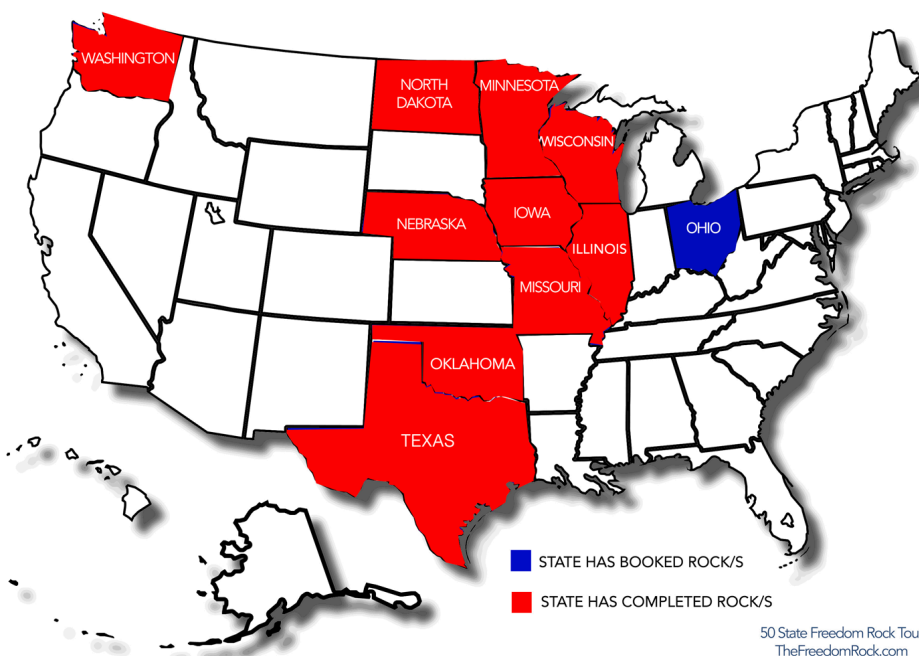 WASHINGTON
NORTH
DAKOTA
MINNESOTA
WISCONSIN
NEBRASKA
IOWA
OHIO
ILLINOIS
MISSOURI
OKLAHOMA
TEXAS
STATE HAS BOOKED ROCK/S
STATE HAS COMPLETED ROCK/S
50 State Freedom Rock Tou
TheFreedomRock.com